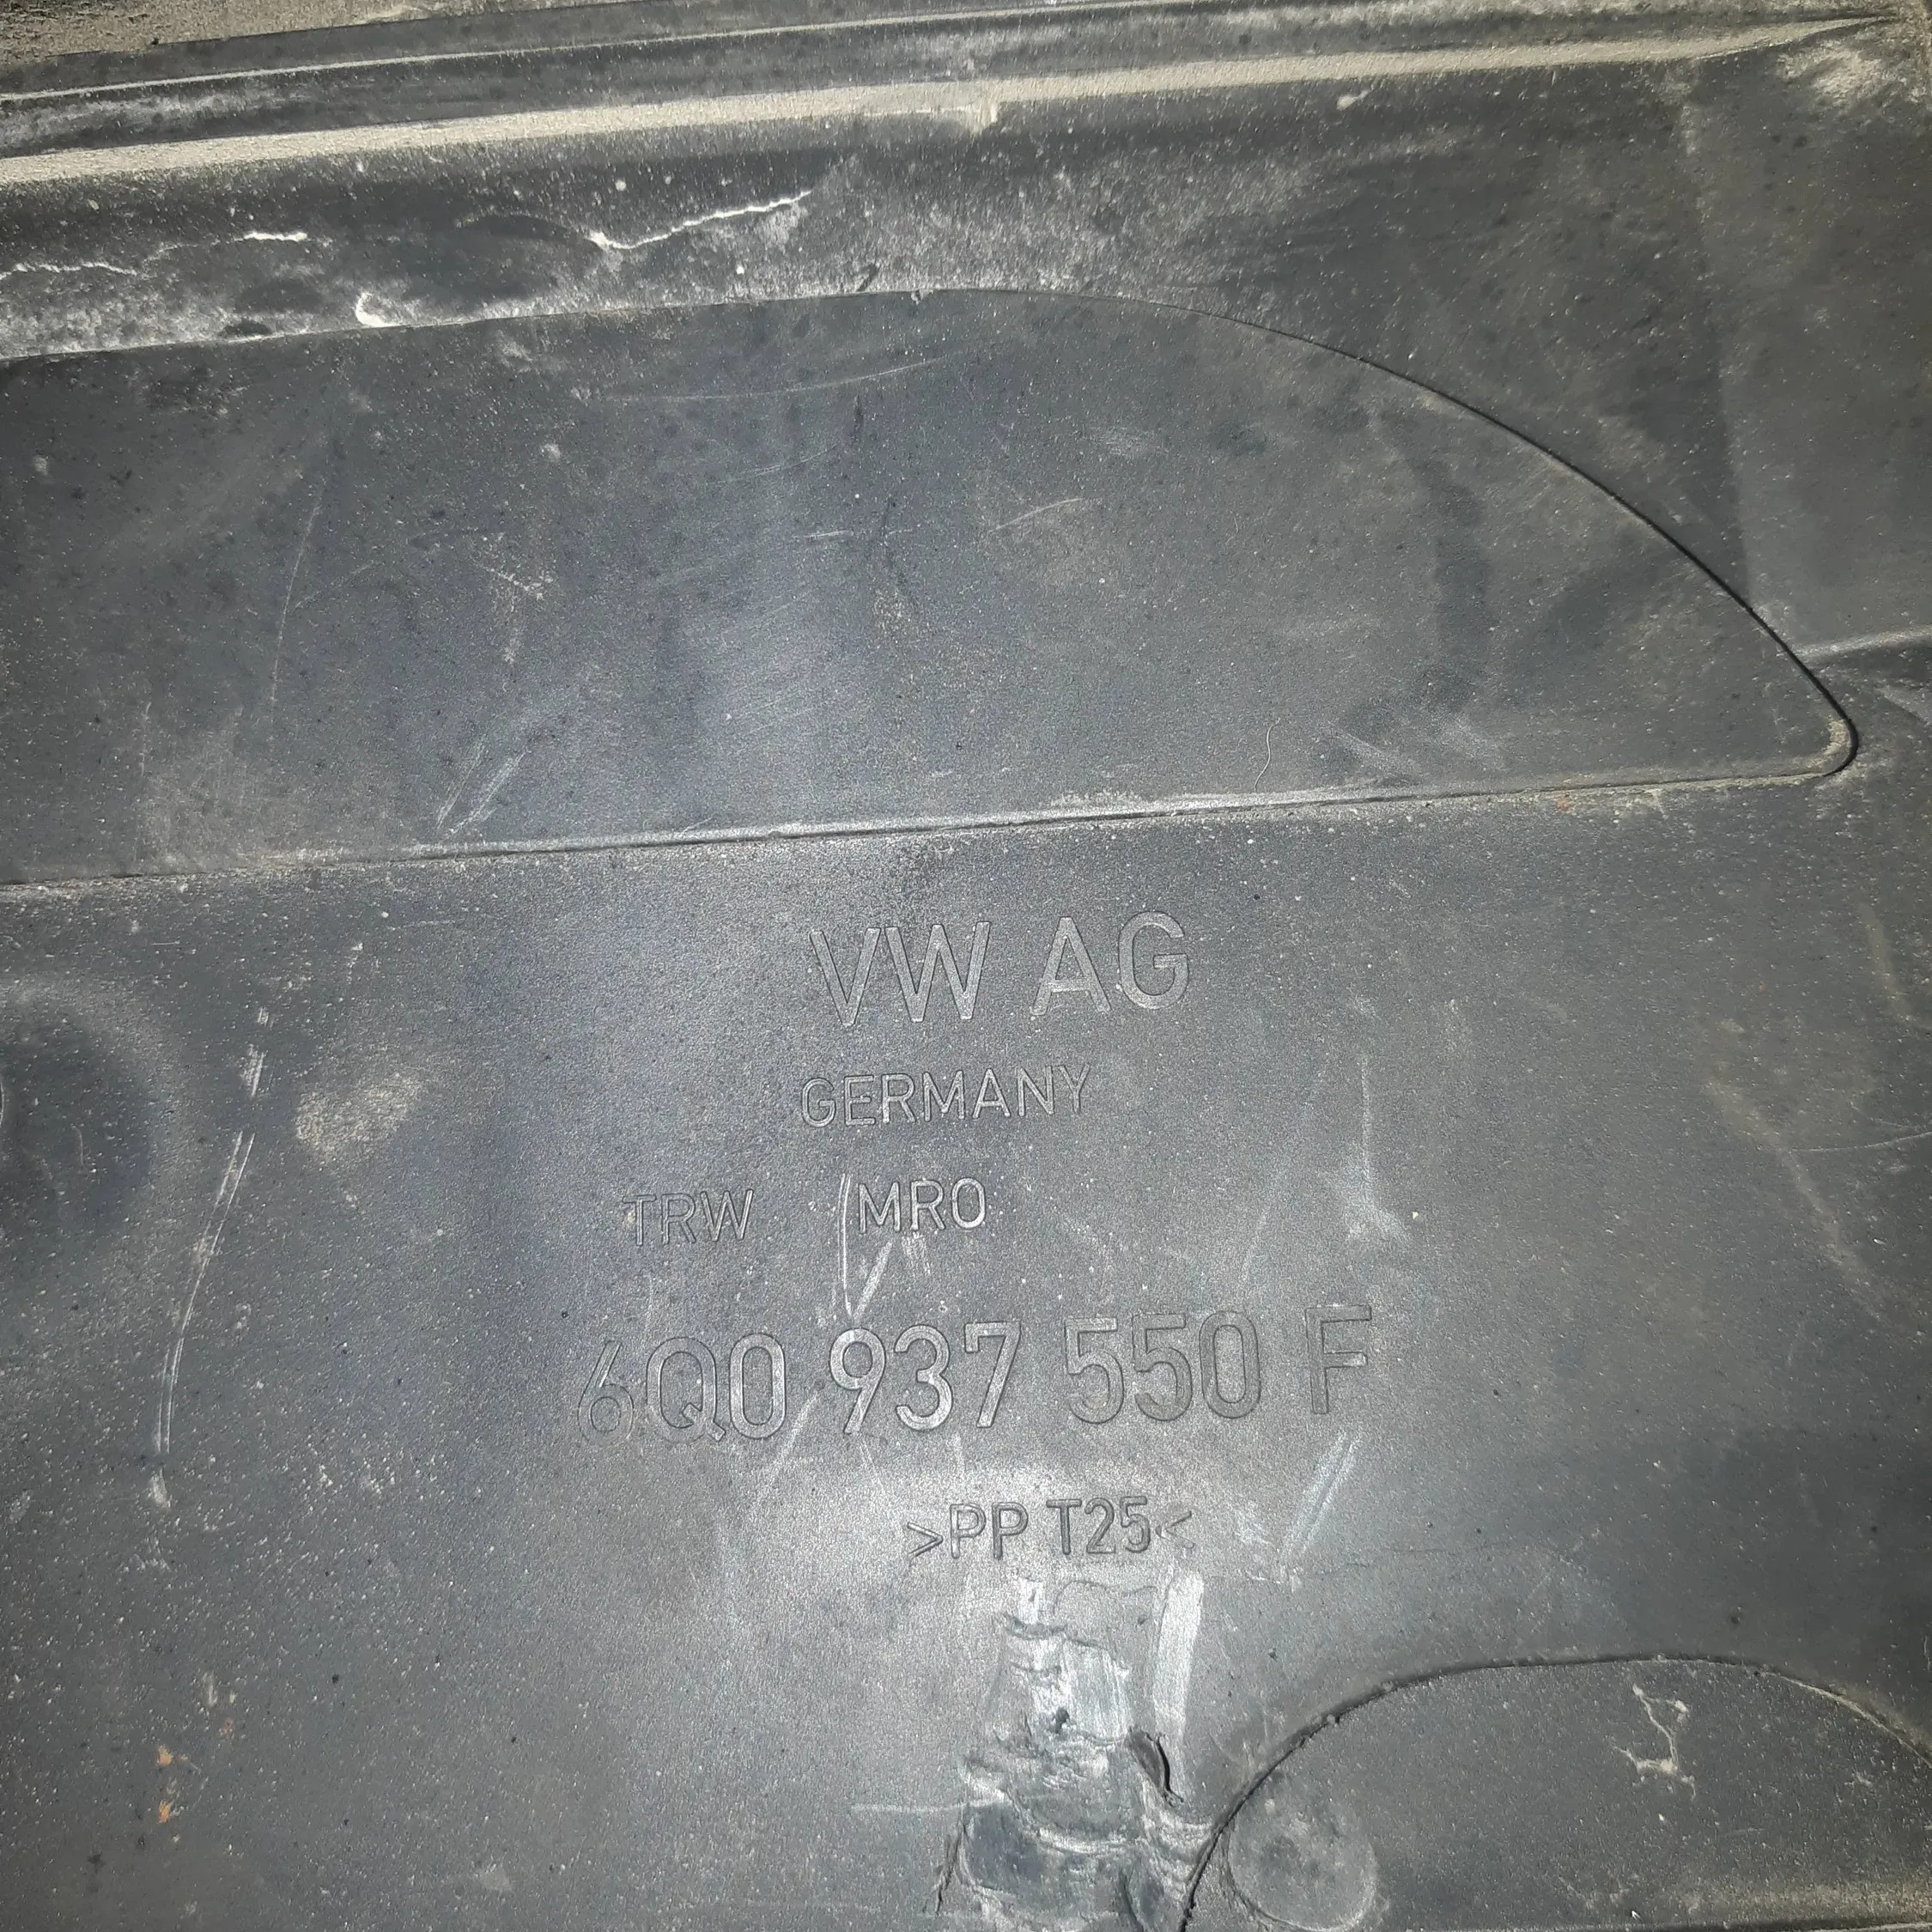 VW AG
GERMANY
TRW MRO
6Q0 937 550 F
>PP T25<